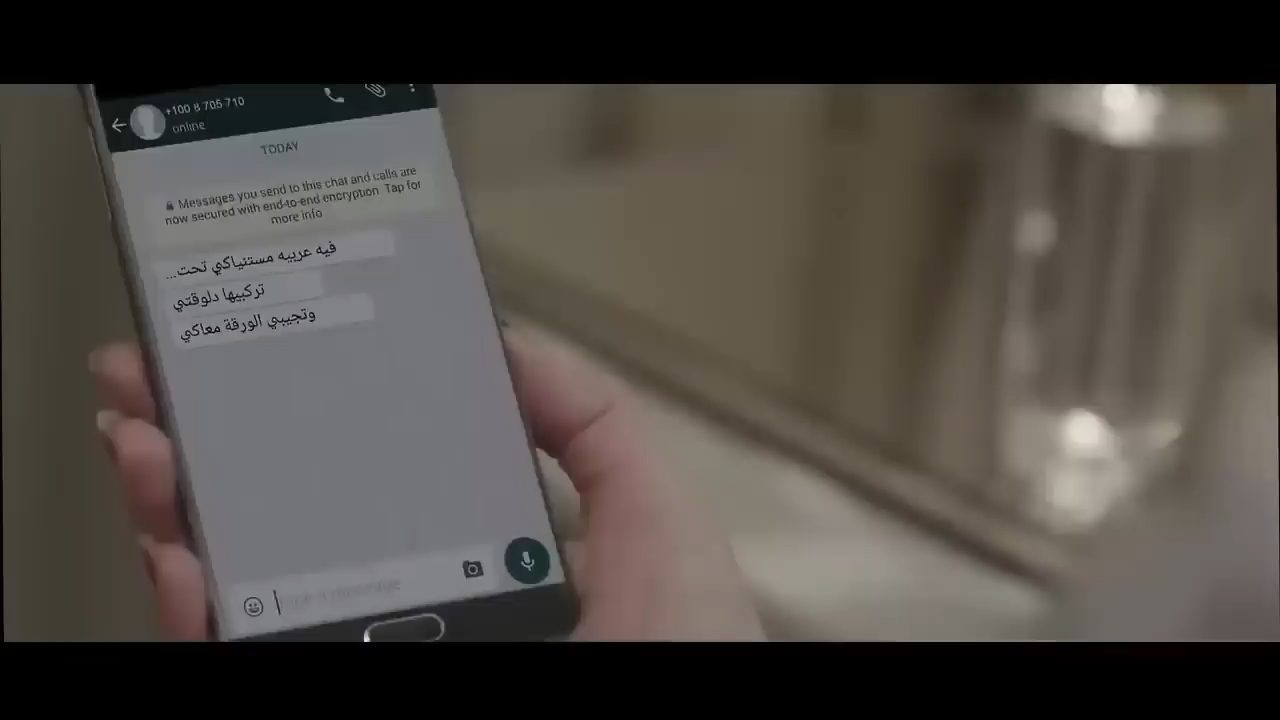 +100 8 705 710
online
TODAY
Messages you send to this chat and calls are
now secured with end-to-end encryption Tap for
more info
فيه عربيه مستنياكي تحت...
تركبيها دلوقتي
وتجيبي الورقة معاكي